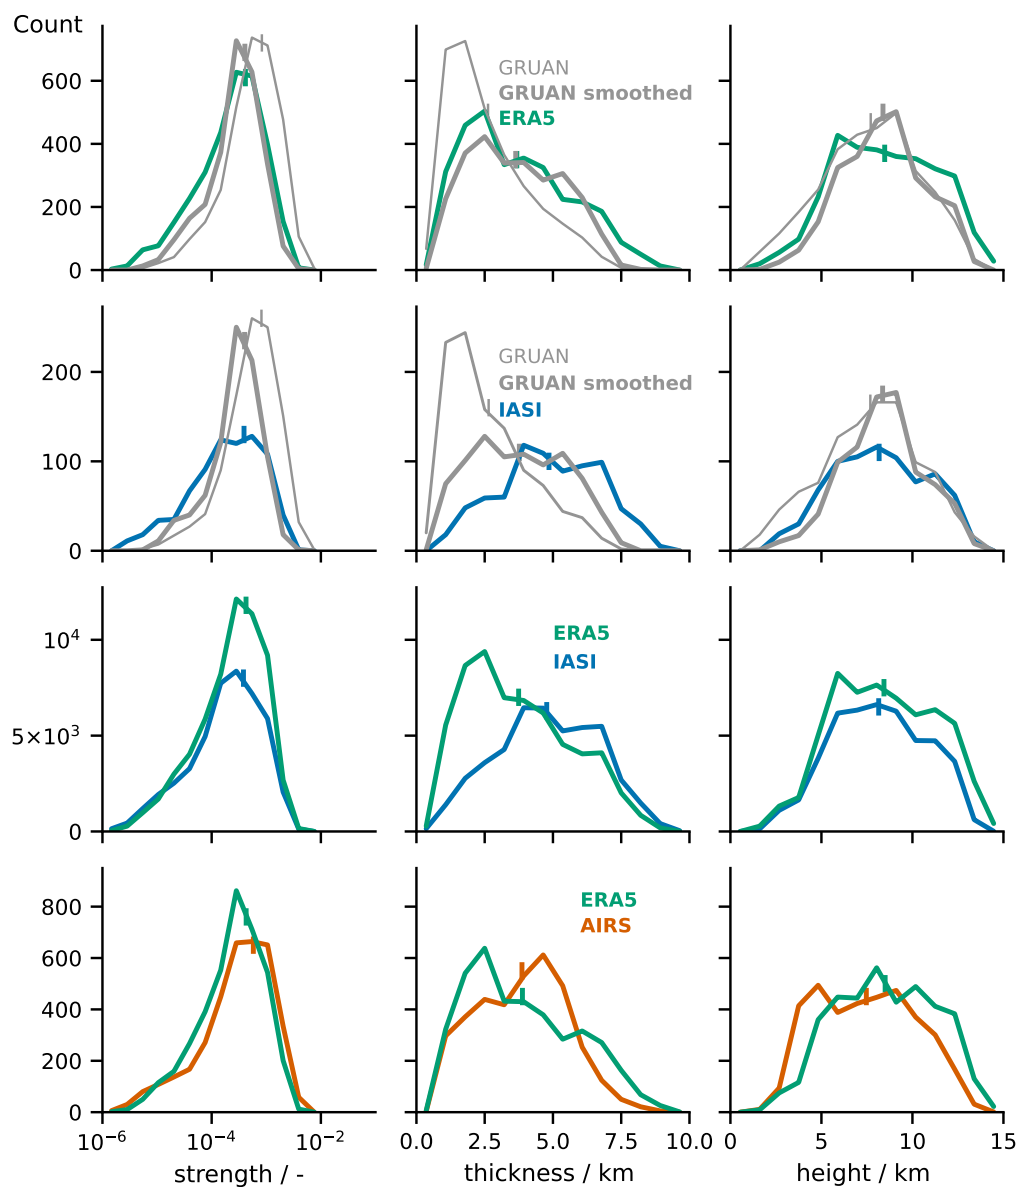 Count
600
400
200
0
GRUAN
GRUAN smoothed
ERA5
200
100
0
GRUAN
GRUAN smoothed
IASI
10⁴
5×10³
0
ERA5
IASI
800
600
400
200
0
ERA5
AIRS
10⁻⁶ 10⁻⁴ 10⁻² 0.0 2.5 5.0 7.5 10.0 0 5 10 15
strength / - thickness / km height / km